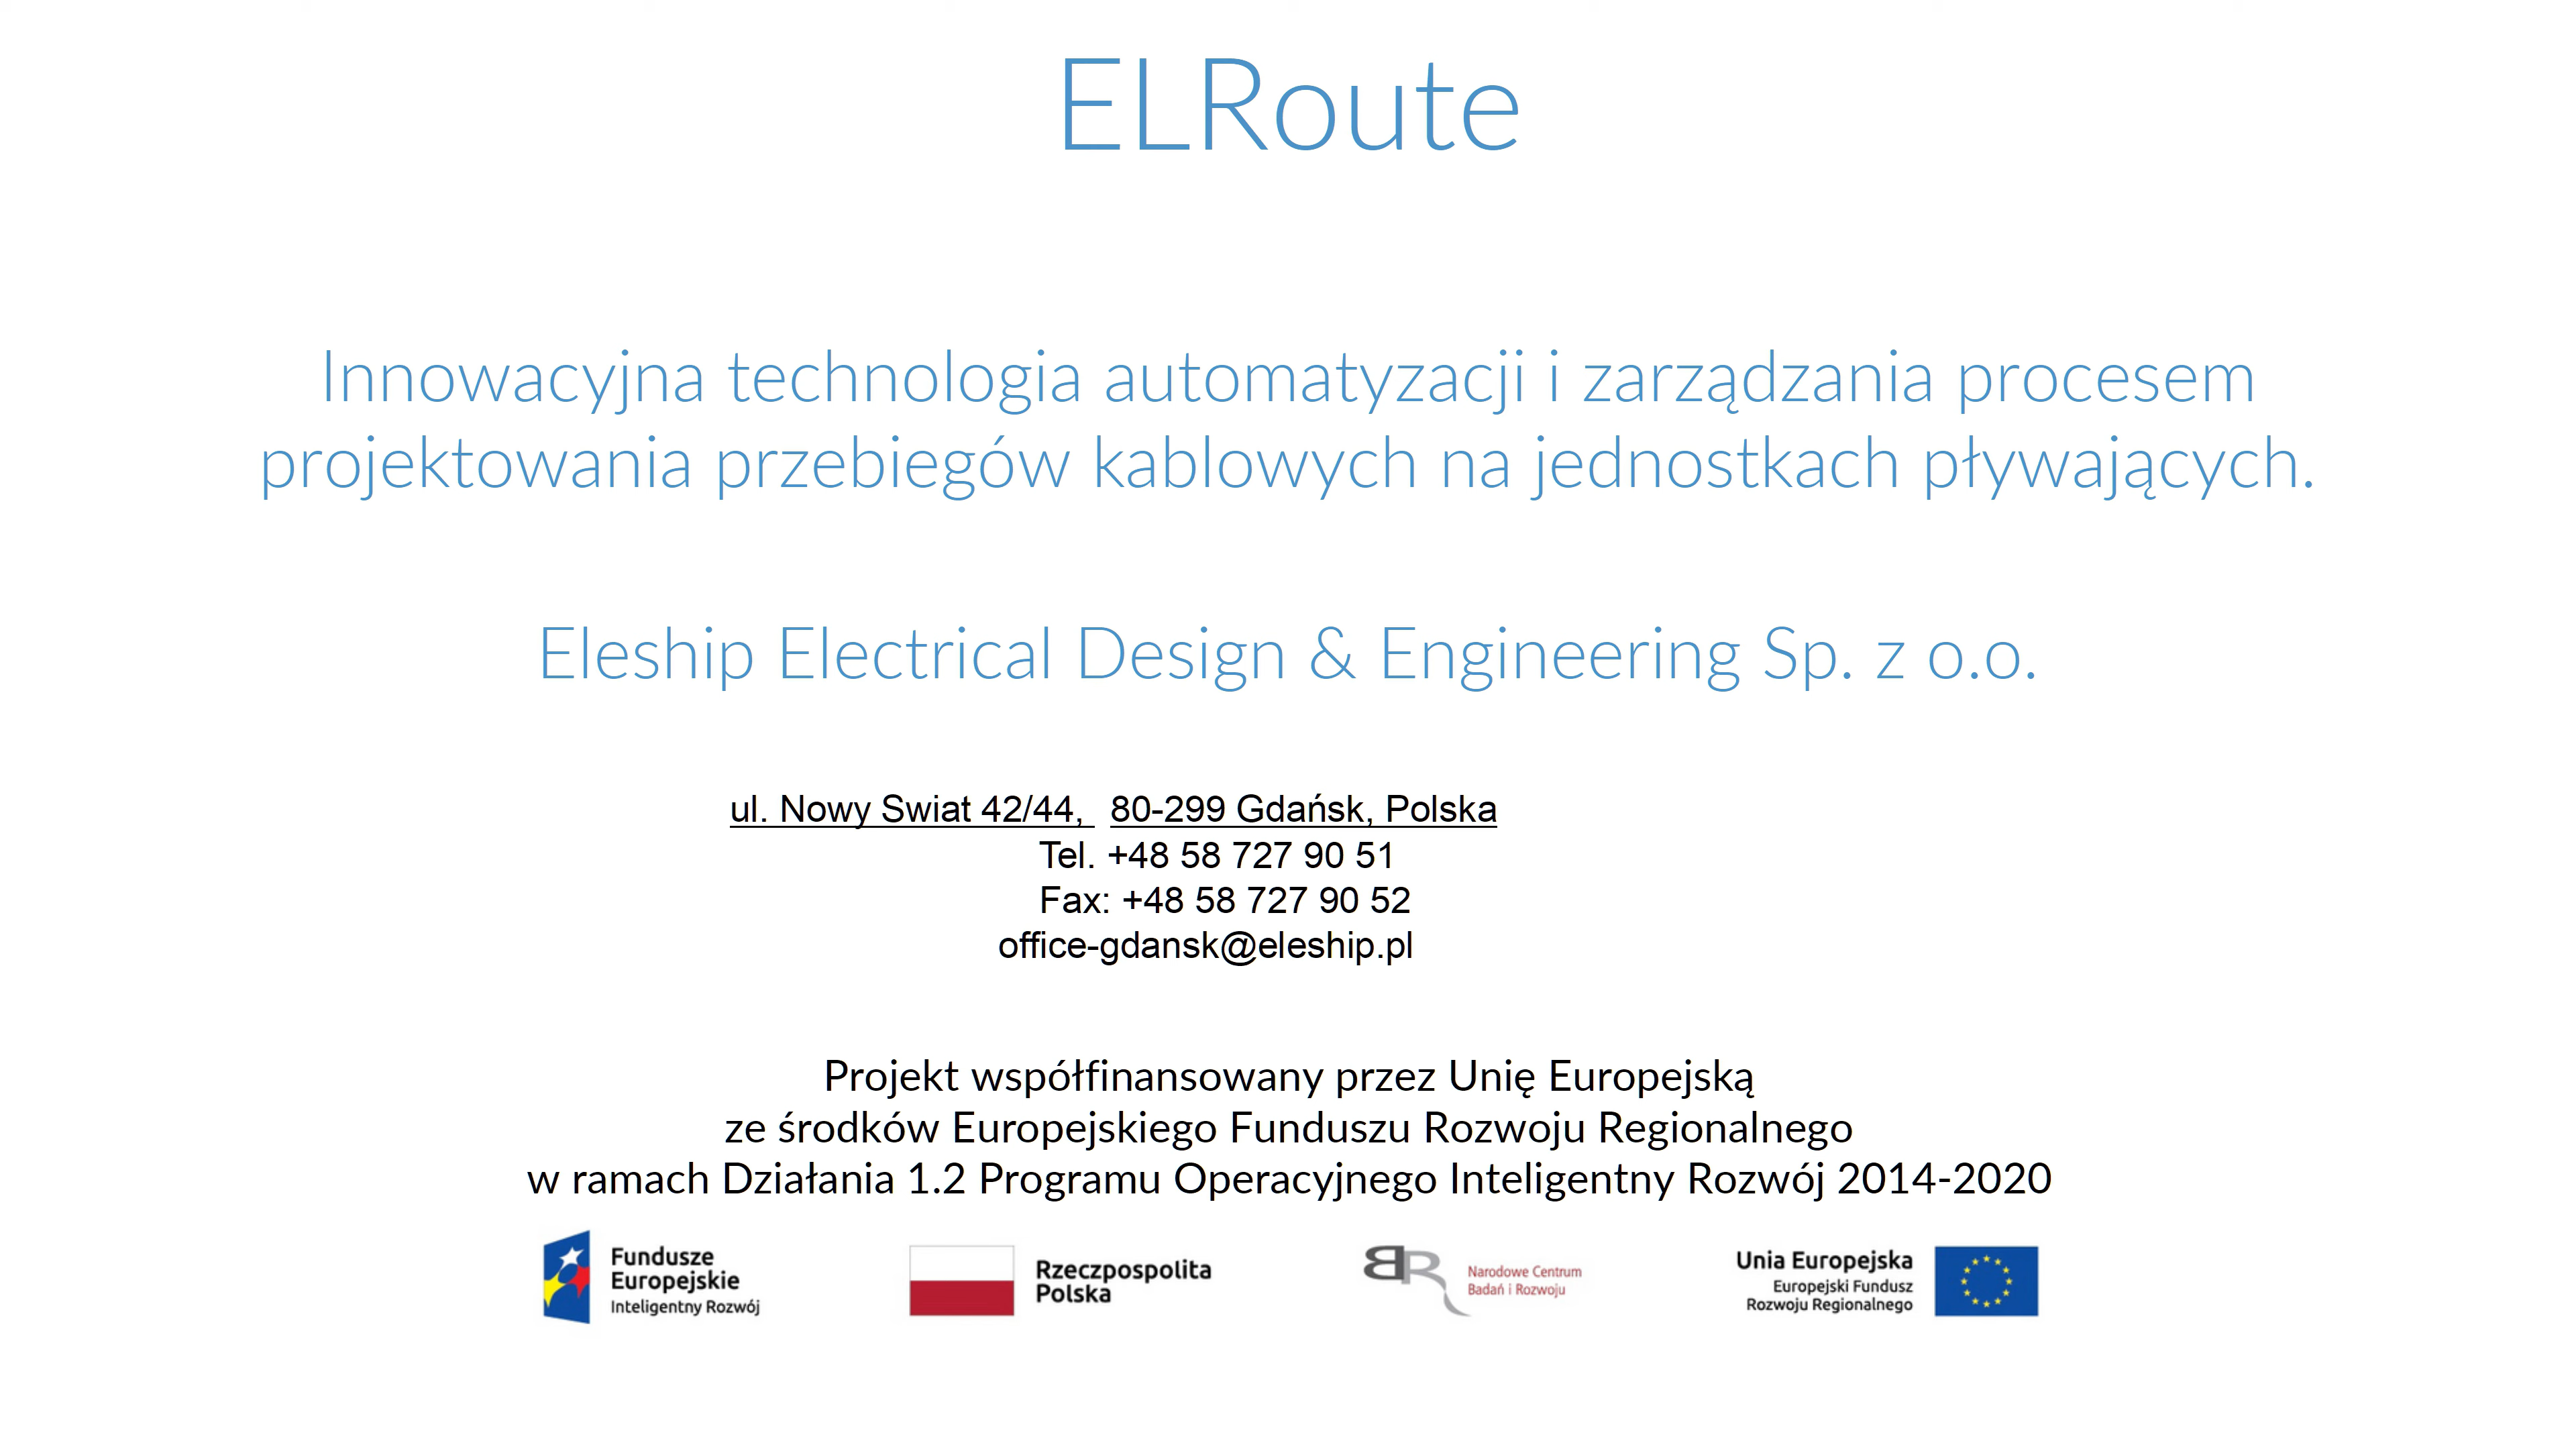 ELRoute
Innowacyjna technologia automatyzacji i zarządzania procesem
projektowania przebiegów kablowych na jednostkach pływających.
Eleship Electrical Design & Engineering Sp. z o.o.
ul. Nowy Swiat 42/44, 80-299 Gdańsk, Polska
Tel. +48 58 727 90 51
Fax: +48 58 727 90 52
office-gdansk@eleship.pl
Projekt współfinansowany przez Unię Europejską
ze środków Europejskiego Funduszu Rozwoju Regionalnego
w ramach Działania 1.2 Programu Operacyjnego Inteligentny Rozwój 2014-2020
Fundusze
Europejskie
Inteligentny Rozwój
Rzeczpospolita
Polska
BR
Narodowe Centrum
Badań i Rozwoju
Unia Europejska
Europejski Fundusz
Rozwoju Regionalnego